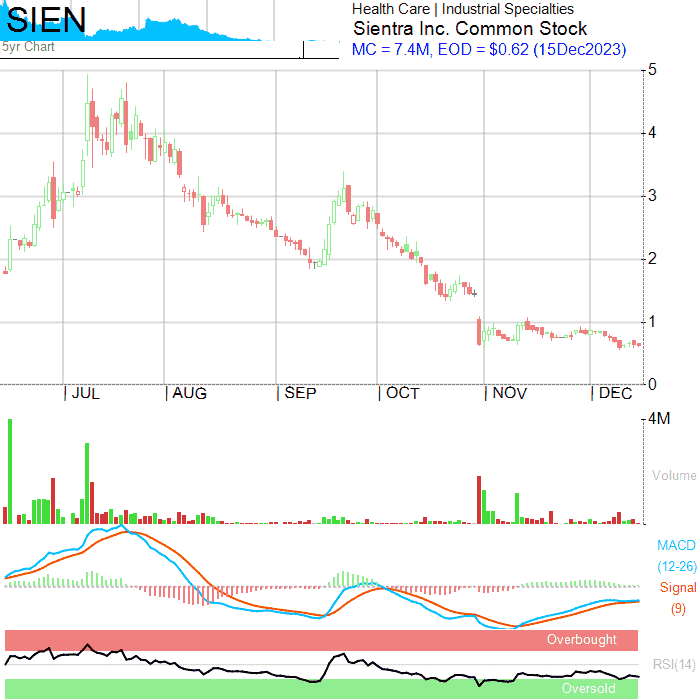 SIEN
5yr Chart
Health Care | Industrial Specialties
Sientra Inc. Common Stock
MC = 7.4M, EOD = $0.62 (15Dec2023)
5
4
3
2
1
0
| JUL | AUG | SEP | OCT | NOV | DEC
4M
Volume
MACD
(12-26)
Signal
(9)
Overbought
RSI(14)
Oversold